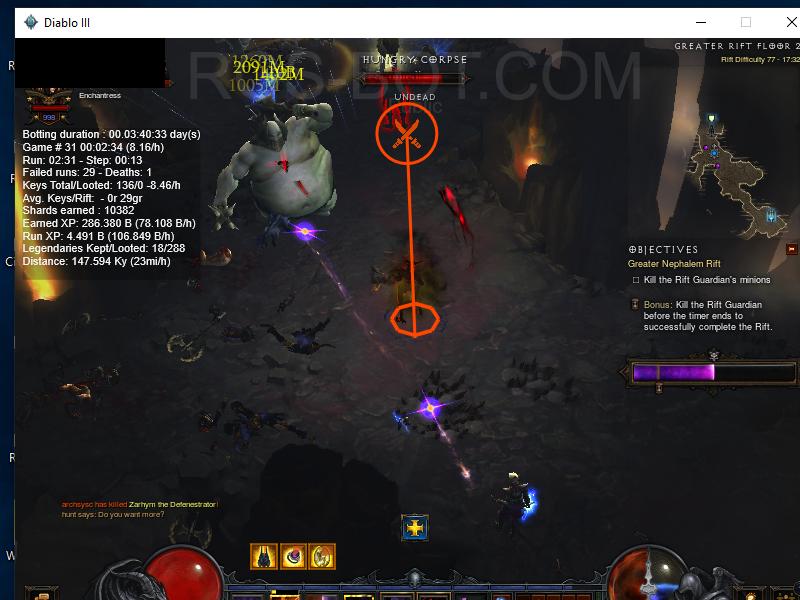 Diablo III
HUNGRY CORPSE
UNDEAD
GREATER RIFT FLOOR 2
Rift Difficulty 77 - 17:32
Enchantress
998
Botting duration : 00.03:40:33 day(s)
Game # 31 00:02:34 (8.16/h)
Run: 02:31 - Step: 00:13
Failed runs: 29 - Deaths: 1
Keys Total/Looted: 136/0 -8.46/h
Avg. Keys/Rift: - 0r 29gr
Shards earned : 10382
Earned XP: 286.380 B (78.108 B/h)
Run XP: 4.491 B (106.849 B/h)
Legendaries Kept/Looted: 18/288
Distance: 147.594 Ky (23mi/h)
OBJECTIVES
Greater Nephalem Rift
Kill the Rift Guardian's minions
Bonus: Kill the Rift Guardian
before the timer ends to
successfully complete the Rift.
archsysc has killed Zarhym the Defenestrator!
hunt says: Do you want more?